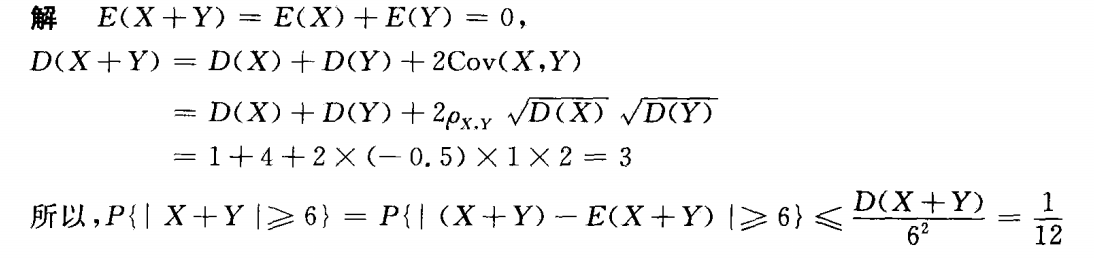 解 E(X+Y) = E(X)+E(Y) = 0,
D(X+Y) = D(X)+D(Y)+2Cov(X,Y)
= D(X)+D(Y)+2ρ_{X,Y} √D(X) √D(Y)
= 1+4+2×(−0.5)×1×2 = 3
所以,P{| X+Y |≥6} = P{| (X+Y)−E(X+Y) |≥6} ≤ D(X+Y)/6² = 1/12